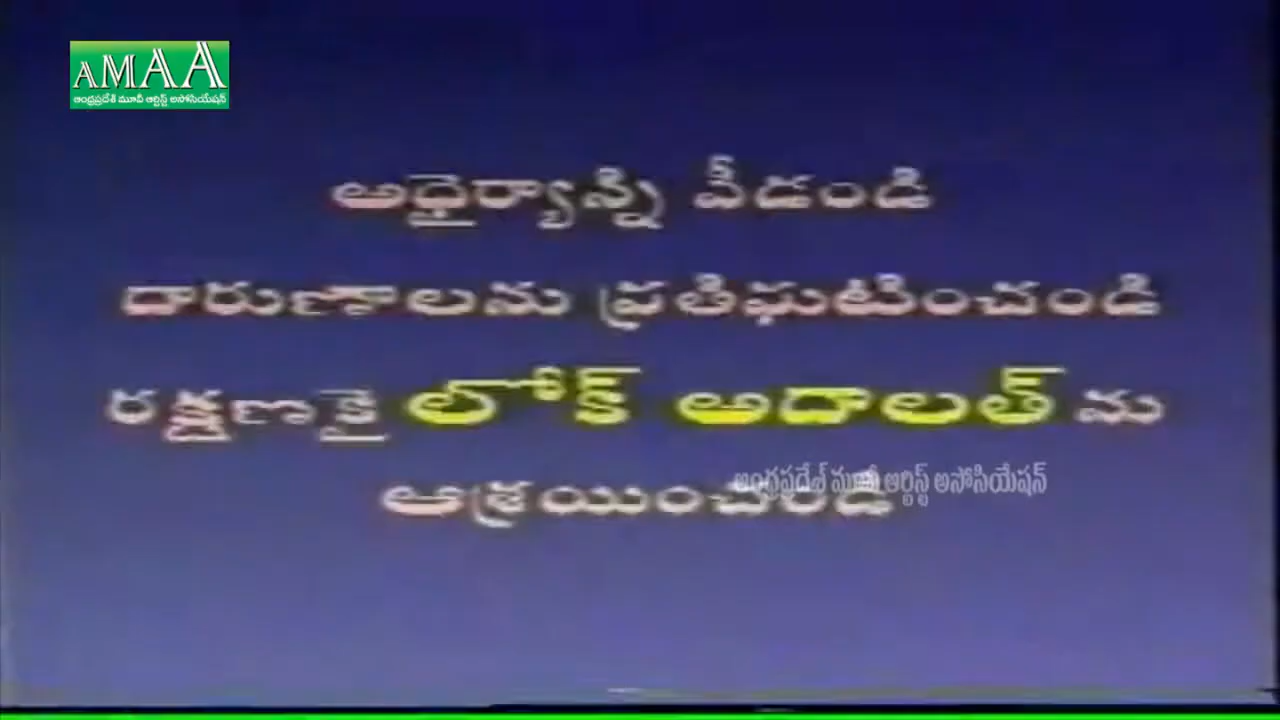 AMAA
ఆంధ్రప్రదేశ్ మూవీ ఆర్టిస్ట్ అసోసియేషన్
అధైర్యాన్ని వీడండి
దారుణాలను ప్రతిఘటించండి
రక్షణకై లోక్ అదాలత్ ను
ఆశ్రయించండి
ఆంధ్రప్రదేశ్ మూవీ ఆర్టిస్ట్ అసోసియేషన్